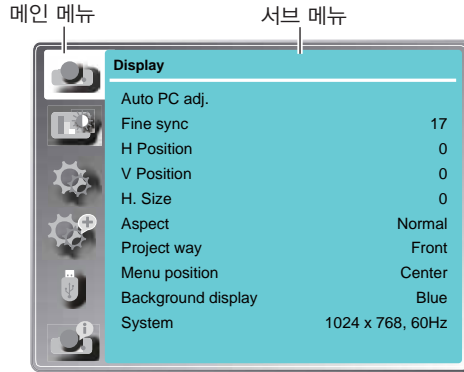 메인 메뉴 서브 메뉴
Display
Auto PC adj.
Fine sync 17
H Position 0
V Position 0
H. Size 0
Aspect Normal
Project way Front
Menu position Center
Background display Blue
System 1024 x 768, 60Hz